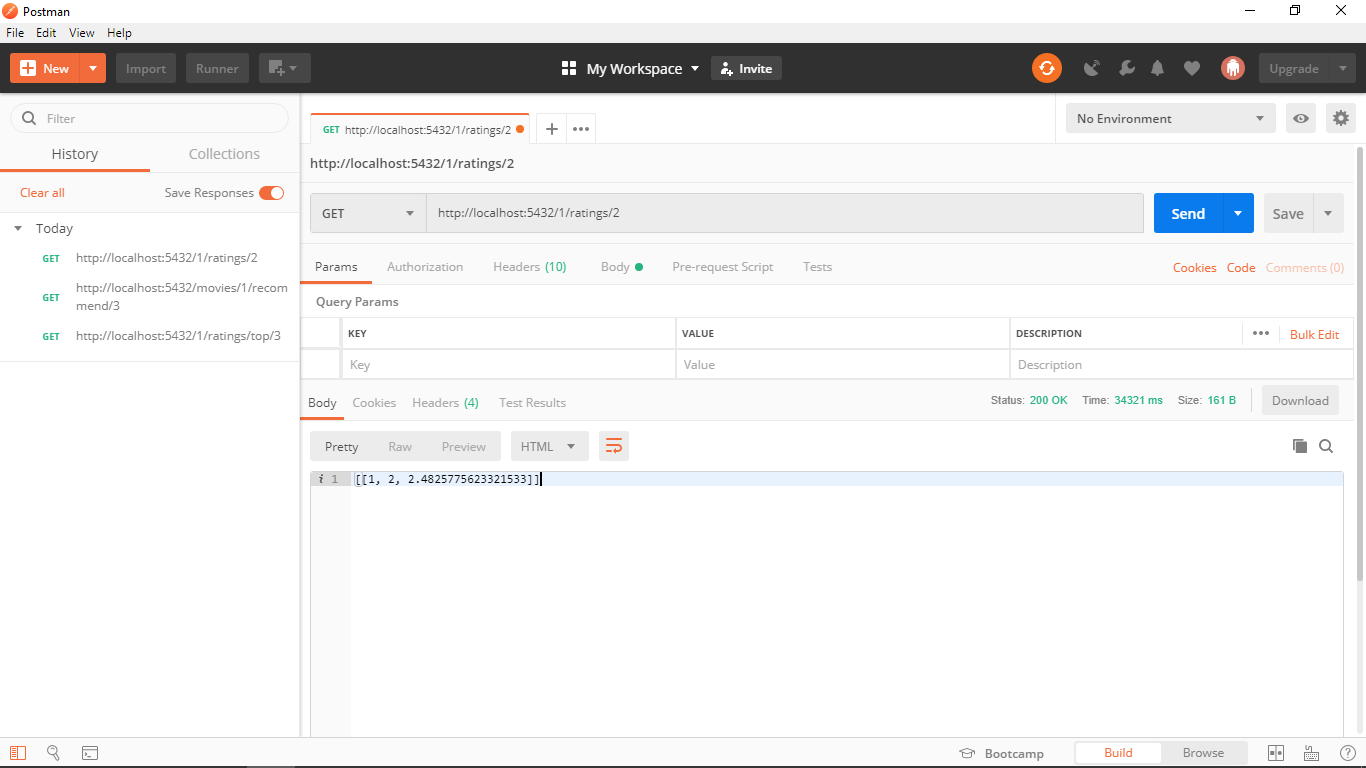 Postman
File Edit View Help
New Import Runner My Workspace Invite Upgrade
Filter
History Collections
Clear all Save Responses
Today
GET http://localhost:5432/1/ratings/2
GET http://localhost:5432/movies/1/recom
mend/3
GET http://localhost:5432/1/ratings/top/3
GET http://localhost:5432/1/ratings/2 No Environment
http://localhost:5432/1/ratings/2
GET http://localhost:5432/1/ratings/2 Send Save
Params Authorization Headers (10) Body Pre-request Script Tests Cookies Code Comments (0)
Query Params
KEY VALUE DESCRIPTION Bulk Edit
Key Value Description
Body Cookies Headers (4) Test Results Status: 200 OK Time: 34321 ms Size: 161 B Download
Pretty Raw Preview HTML
i 1 [[1, 2, 2.4825775623321533]]
Bootcamp Build Browse